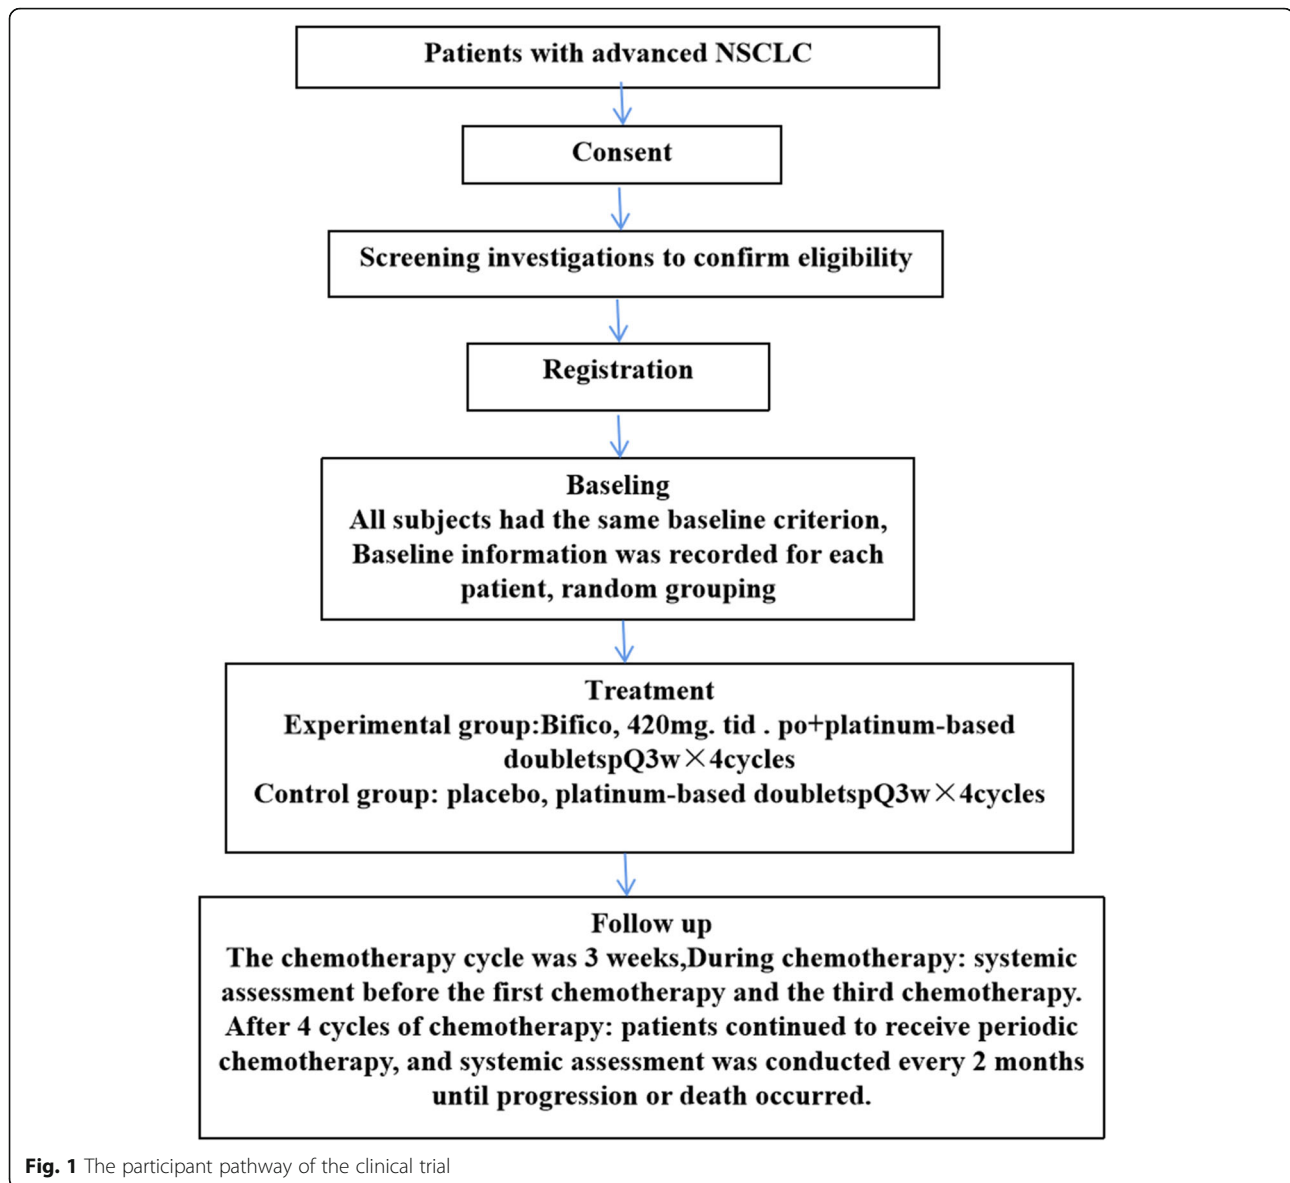 Patients with advanced NSCLC
Consent
Screening investigations to confirm eligibility
Registration
Baseling
All subjects had the same baseline criterion,
Baseline information was recorded for each
patient, random grouping
Treatment
Experimental group:Bifico, 420mg. tid . po+platinum-based
doubletspQ3w×4cycles
Control group: placebo, platinum-based doubletspQ3w×4cycles
Follow up
The chemotherapy cycle was 3 weeks,During chemotherapy: systemic
assessment before the first chemotherapy and the third chemotherapy.
After 4 cycles of chemotherapy: patients continued to receive periodic
chemotherapy, and systemic assessment was conducted every 2 months
until progression or death occurred.
Fig. 1 The participant pathway of the clinical trial